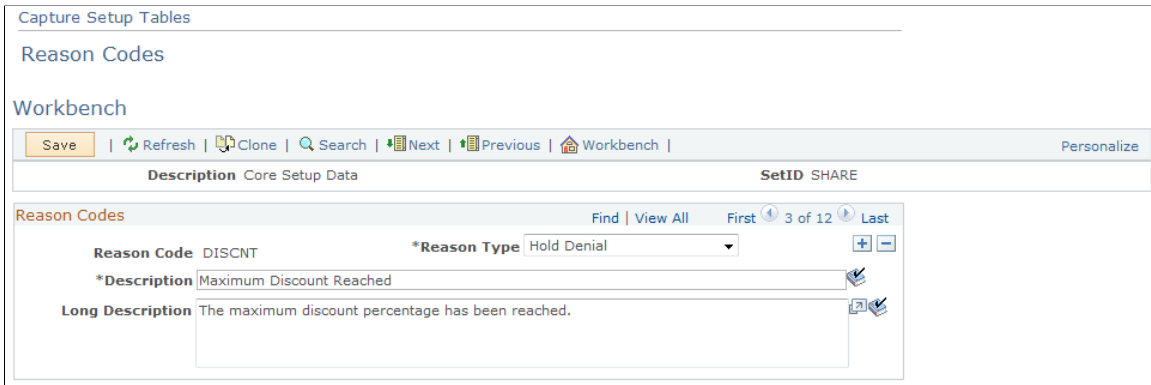 Capture Setup Tables
Reason Codes
Workbench
Save | Refresh | Clone | Search | Next | Previous | Workbench | Personalize
Description Core Setup Data SetID SHARE
Reason Codes Find | View All First 3 of 12 Last
Reason Code DISCNT *Reason Type Hold Denial
*Description Maximum Discount Reached
Long Description The maximum discount percentage has been reached.